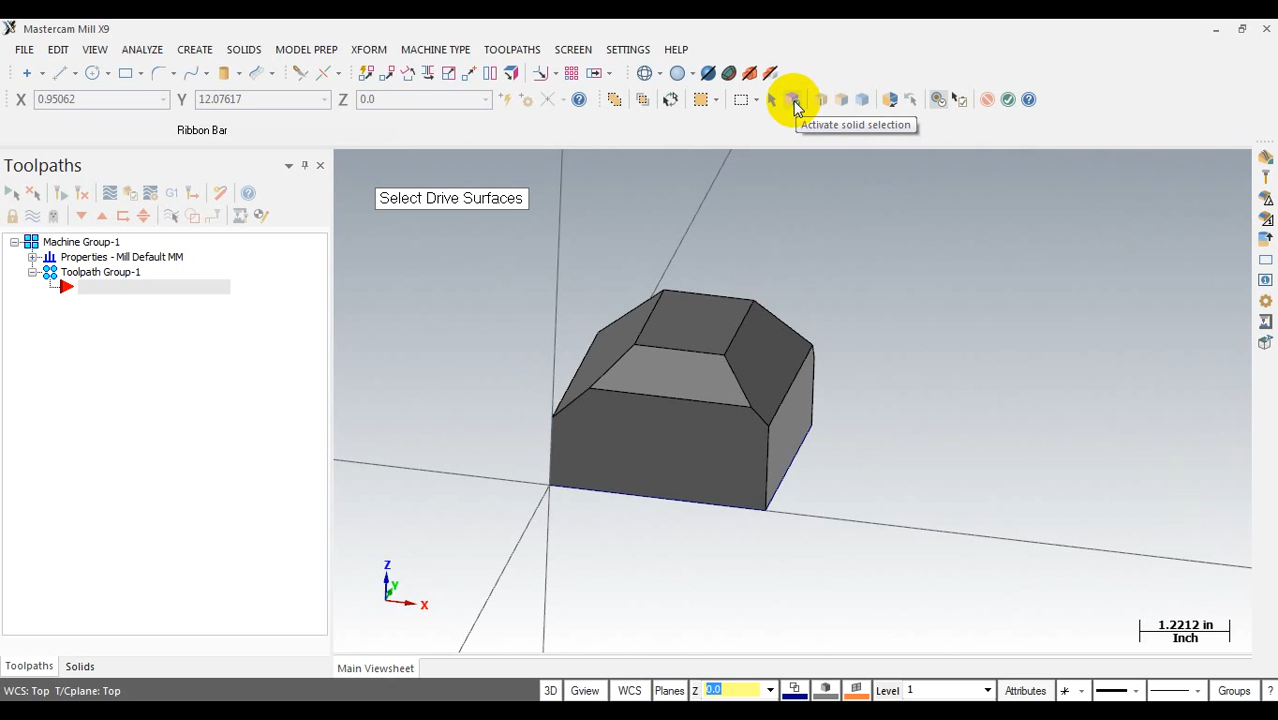 Mastercam Mill X9
FILE EDIT VIEW ANALYZE CREATE SOLIDS MODEL PREP XFORM MACHINE TYPE TOOLPATHS SCREEN SETTINGS HELP
X 0.95062 Y 12.07617 Z 0.0
Activate solid selection
Ribbon Bar
Toolpaths
G1
Select Drive Surfaces
Machine Group-1
Properties - Mill Default MM
Toolpath Group-1
Z
Y
X
1.2212 in
Inch
Toolpaths Solids
Main Viewsheet
WCS: Top T/Cplane: Top
3D Gview WCS Planes Z 0.0 Level 1 Attributes Groups ?